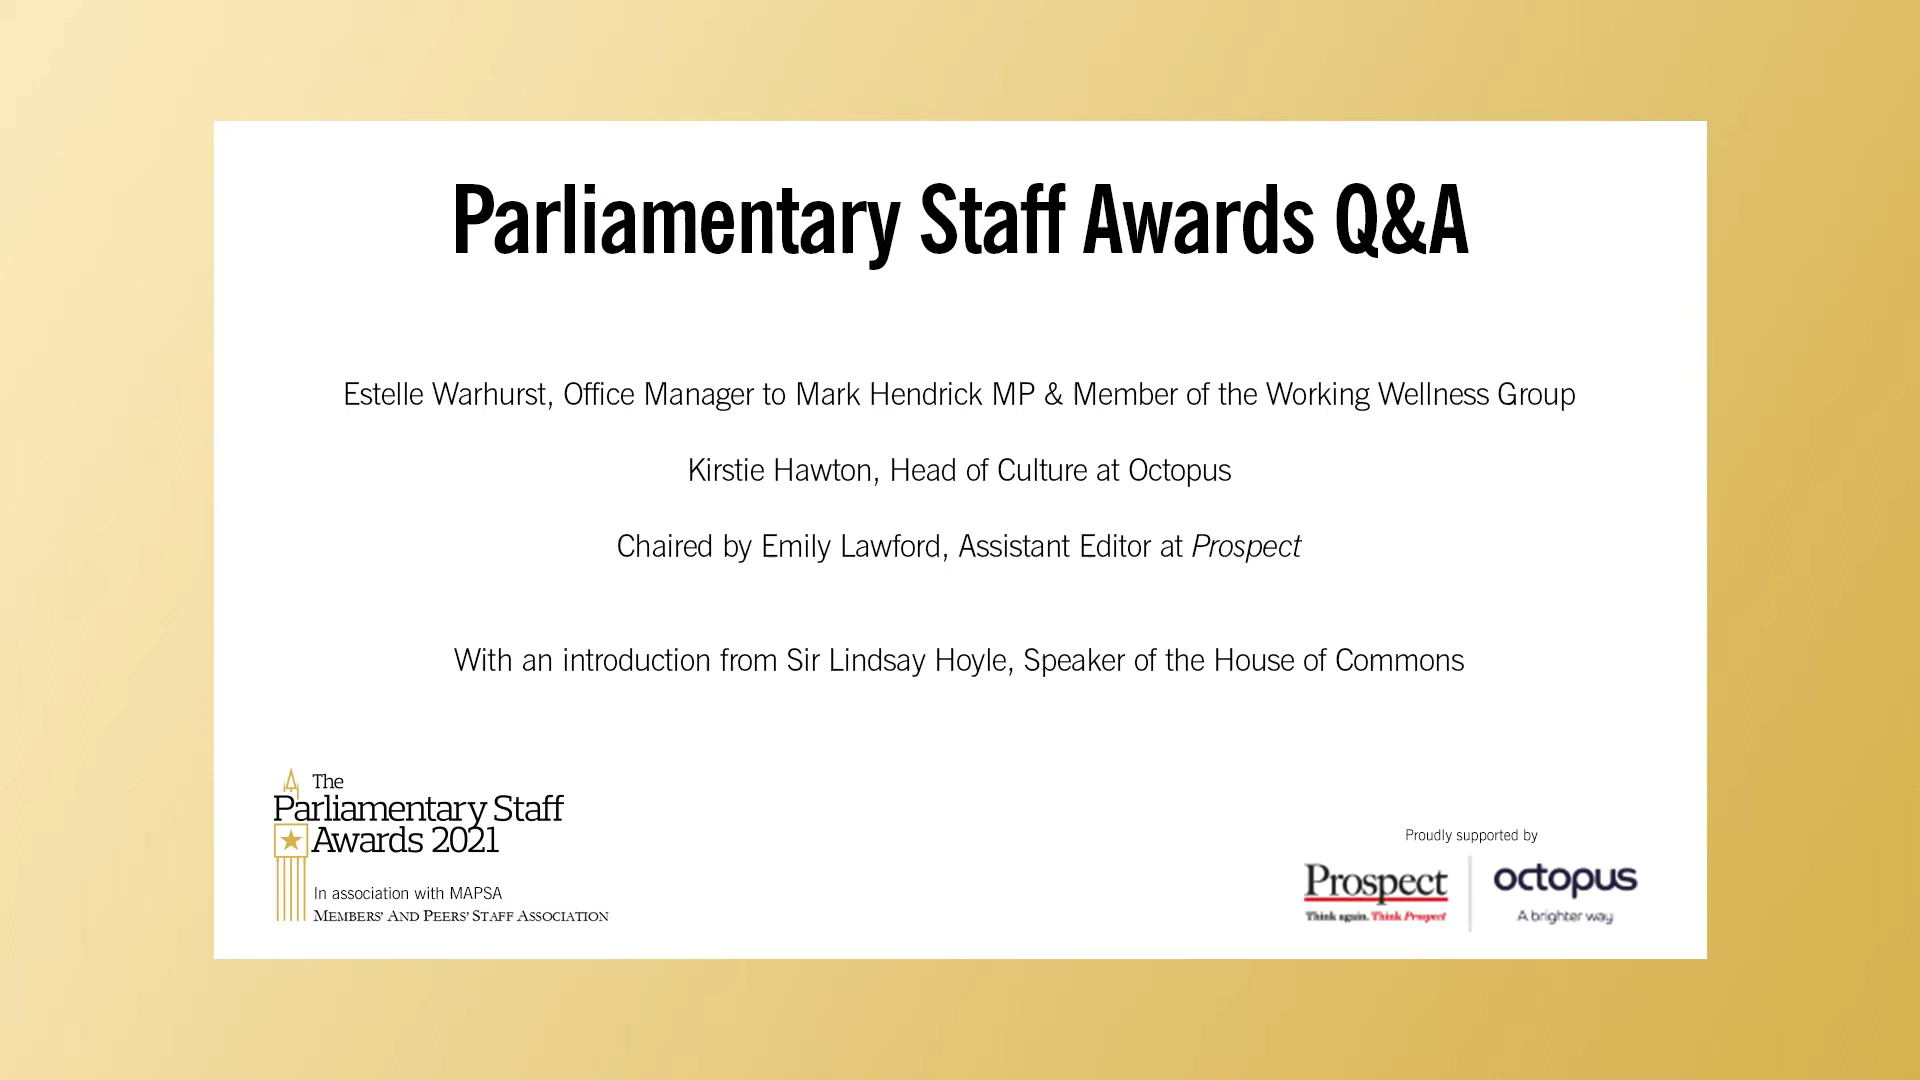 Parliamentary Staff Awards Q&A
Estelle Warhurst, Office Manager to Mark Hendrick MP & Member of the Working Wellness Group
Kirstie Hawton, Head of Culture at Octopus
Chaired by Emily Lawford, Assistant Editor at Prospect
With an introduction from Sir Lindsay Hoyle, Speaker of the House of Commons
The
Parliamentary Staff
Awards 2021
In association with MAPSA
MEMBERS' AND PEERS' STAFF ASSOCIATION
Proudly supported by
Prospect
Think again. Think Prospect
octopus
A brighter way